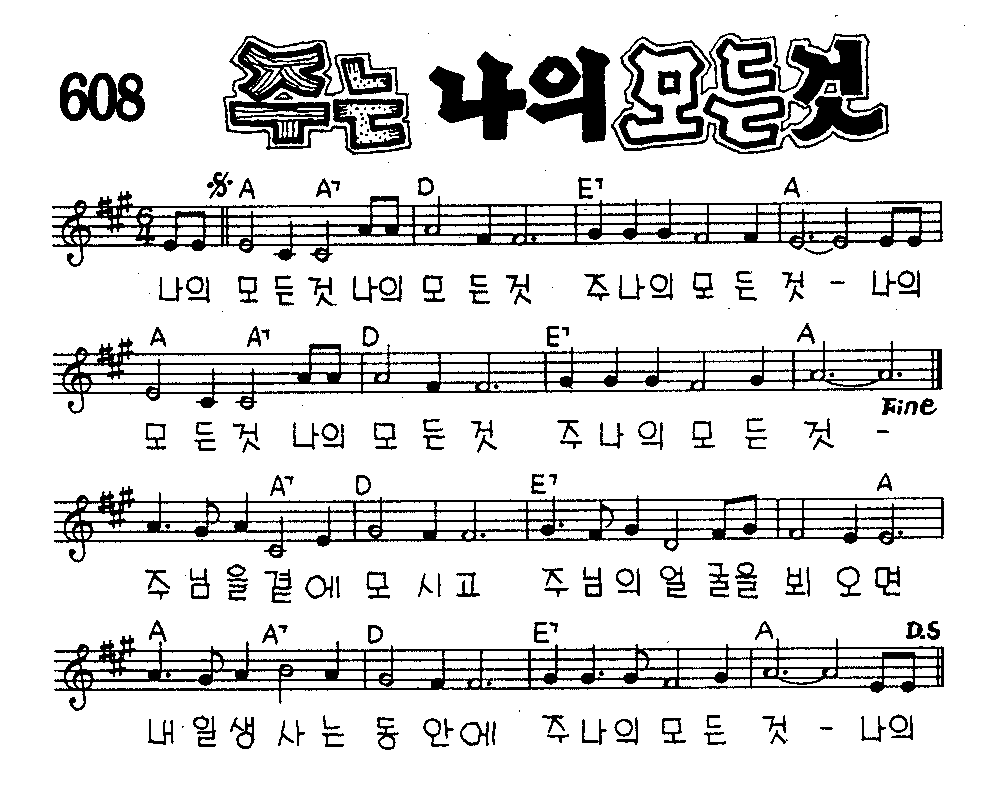 608 주는 나의 모든것
A A7 D E7 A
나의 모든것 나의 모든것 주나의 모든 것 - 나의
A A7 D E7 A
모 든것 나의 모 든 것 주 나의 모 든 것 -
Fine
A7 D E7 A
주 님 을 곁에 모 시고 주 님의 얼 굴을 뵈 오면
A A7 D E7 A D.S
내 일생 사 는 동 안에 주 나의 모든 것 - 나의